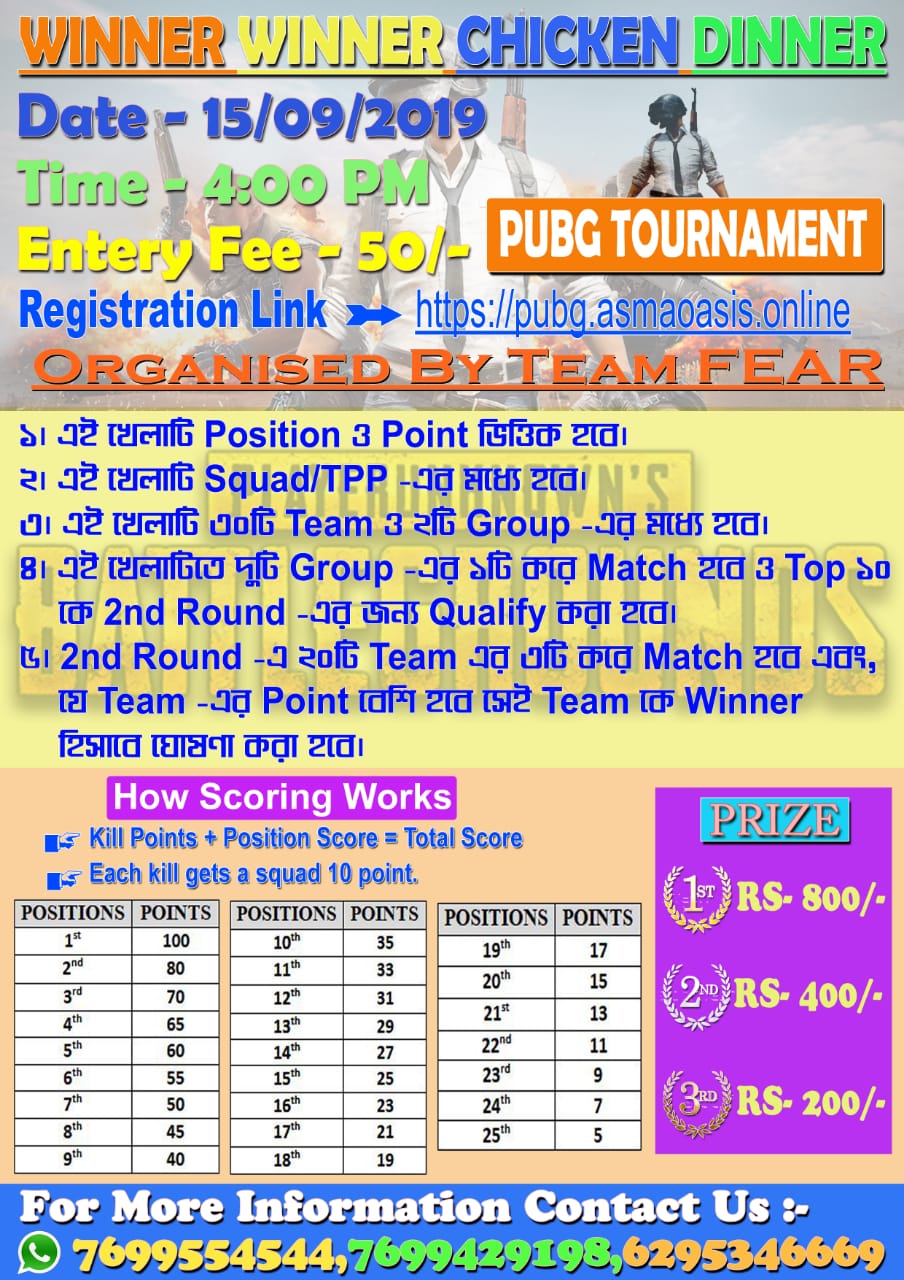 WINNER WINNER CHICKEN DINNER
Date - 15/09/2019
Time - 4:00 PM
Entery Fee - 50/-
PUBG TOURNAMENT
Registration Link https://pubg.asmaoasis.online
ORGANISED BY TEAM FEAR
PLAYERUNKNOWN'S
BATTLEGROUNDS
১। এই খেলাটি Position ও Point ভিত্তিক হবে।
২। এই খেলাটি Squad/TPP -এর মধ্যে হবে।
৩। এই খেলাটি ৩০টি Team ও ২টি Group -এর মধ্যে হবে।
৪। এই খেলাটিতে দুটি Group -এর ১টি করে Match হবে ও Top ১০
কে 2nd Round -এর জন্য Qualify করা হবে।
৫। 2nd Round -এ ২০টি Team এর ৩টি করে Match হবে এবং,
যে Team -এর Point বেশি হবে সেই Team কে Winner
হিসাবে ঘোষণা করা হবে।
How Scoring Works
Kill Points + Position Score = Total Score
Each kill gets a squad 10 point.
POSITIONS POINTS
1st 100
2nd 80
3rd 70
4th 65
5th 60
6th 55
7th 50
8th 45
9th 40
POSITIONS POINTS
10th 35
11th 33
12th 31
13th 29
14th 27
15th 25
16th 23
17th 21
18th 19
POSITIONS POINTS
19th 17
20th 15
21st 13
22nd 11
23rd 9
24th 7
25th 5
PRIZE
1ST RS- 800/-
2ND RS- 400/-
3RD RS- 200/-
For More Information Contact Us :-
7699554544,7699429198,6295346669